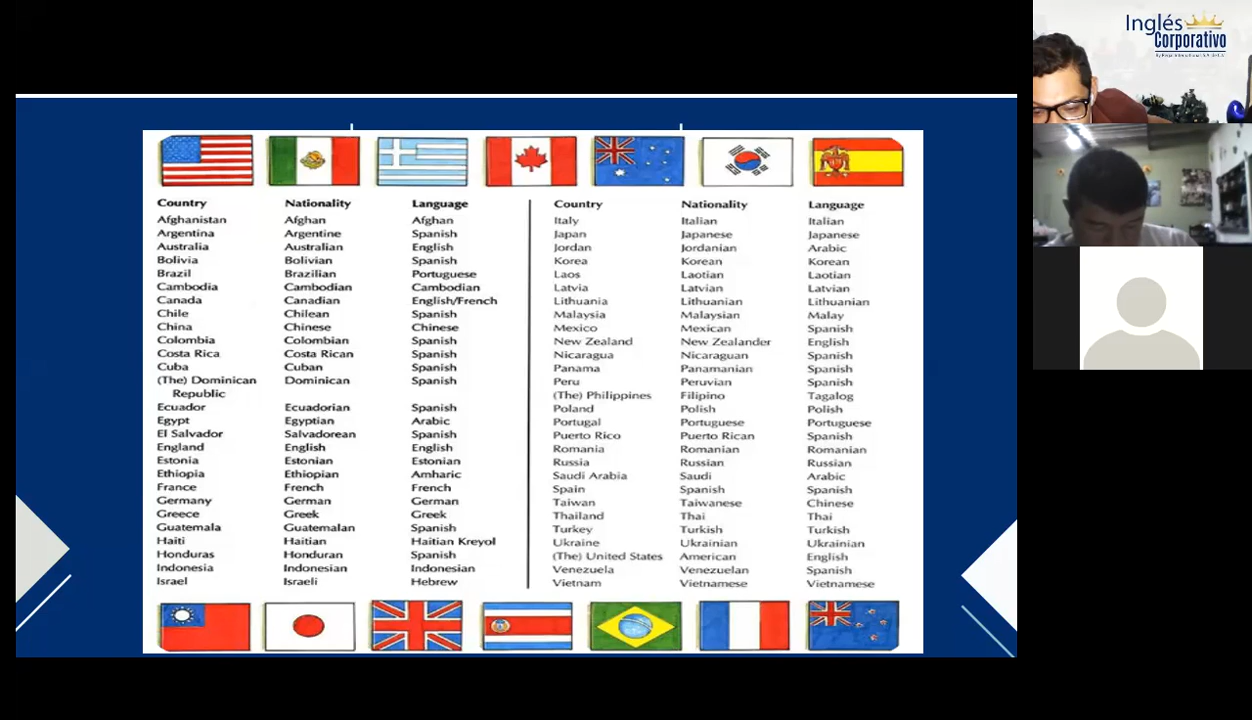 Inglés
Corporativo
Country Nationality Language
Afghanistan Afghan Afghan
Argentina Argentine Spanish
Australia Australian English
Bolivia Bolivian Spanish
Brazil Brazilian Portuguese
Cambodia Cambodian Cambodian
Canada Canadian English/French
Chile Chilean Spanish
China Chinese Chinese
Colombia Colombian Spanish
Costa Rica Costa Rican Spanish
Cuba Cuban Spanish
(The) Dominican Dominican Spanish
Republic
Ecuador Ecuadorian Spanish
Egypt Egyptian Arabic
El Salvador Salvadorean Spanish
England English English
Estonia Estonian Estonian
Ethiopia Ethiopian Amharic
France French French
Germany German German
Greece Greek Greek
Guatemala Guatemalan Spanish
Haiti Haitian Haitian Kreyol
Honduras Honduran Spanish
Indonesia Indonesian Indonesian
Israel Israeli Hebrew
Country Nationality Language
Italy Italian Italian
Japan Japanese Japanese
Jordan Jordanian Arabic
Korea Korean Korean
Laos Laotian Laotian
Latvia Latvian Latvian
Lithuania Lithuanian Lithuanian
Malaysia Malaysian Malay
Mexico Mexican Spanish
New Zealand New Zealander English
Nicaragua Nicaraguan Spanish
Panama Panamanian Spanish
Peru Peruvian Spanish
(The) Philippines Filipino Tagalog
Poland Polish Polish
Portugal Portuguese Portuguese
Puerto Rico Puerto Rican Spanish
Romania Romanian Romanian
Russia Russian Russian
Saudi Arabia Saudi Arabic
Spain Spanish Spanish
Taiwan Taiwanese Chinese
Thailand Thai Thai
Turkey Turkish Turkish
Ukraine Ukrainian Ukrainian
(The) United States American English
Venezuela Venezuelan Spanish
Vietnam Vietnamese Vietnamese